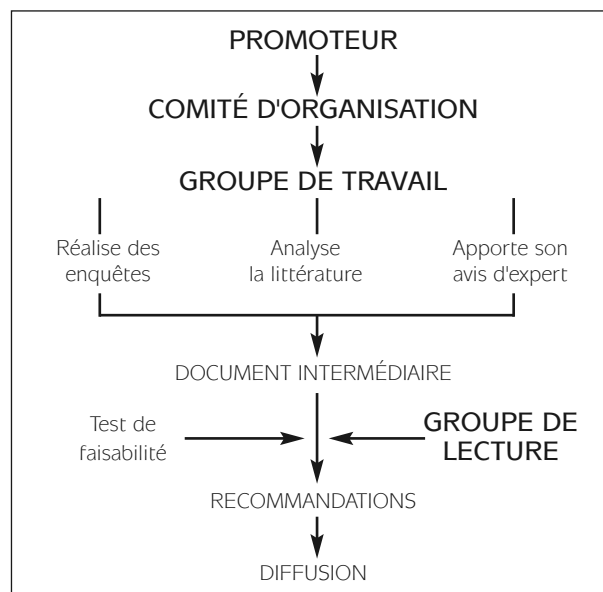 PROMOTEUR
COMITÉ D'ORGANISATION
GROUPE DE TRAVAIL
Réalise des
enquêtes
Analyse
la littérature
Apporte son
avis d'expert
DOCUMENT INTERMÉDIAIRE
Test de
faisabilité
GROUPE DE
LECTURE
RECOMMANDATIONS
DIFFUSION